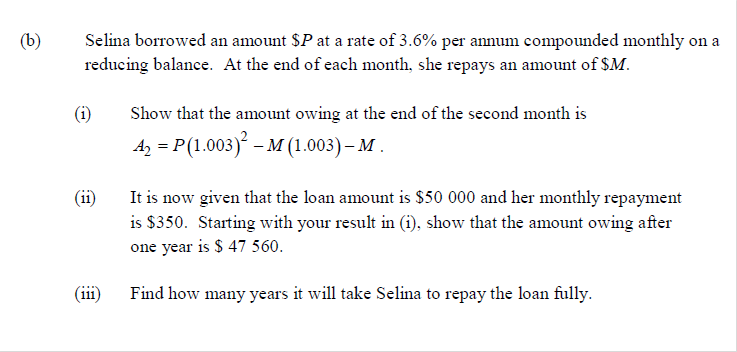 (b) Selina borrowed an amount $P at a rate of 3.6% per annum compounded monthly on a
reducing balance. At the end of each month, she repays an amount of $M.
(i) Show that the amount owing at the end of the second month is
A₂ = P(1.003)² – M (1.003) – M .
(ii) It is now given that the loan amount is $50 000 and her monthly repayment
is $350. Starting with your result in (i), show that the amount owing after
one year is $ 47 560.
(iii) Find how many years it will take Selina to repay the loan fully.